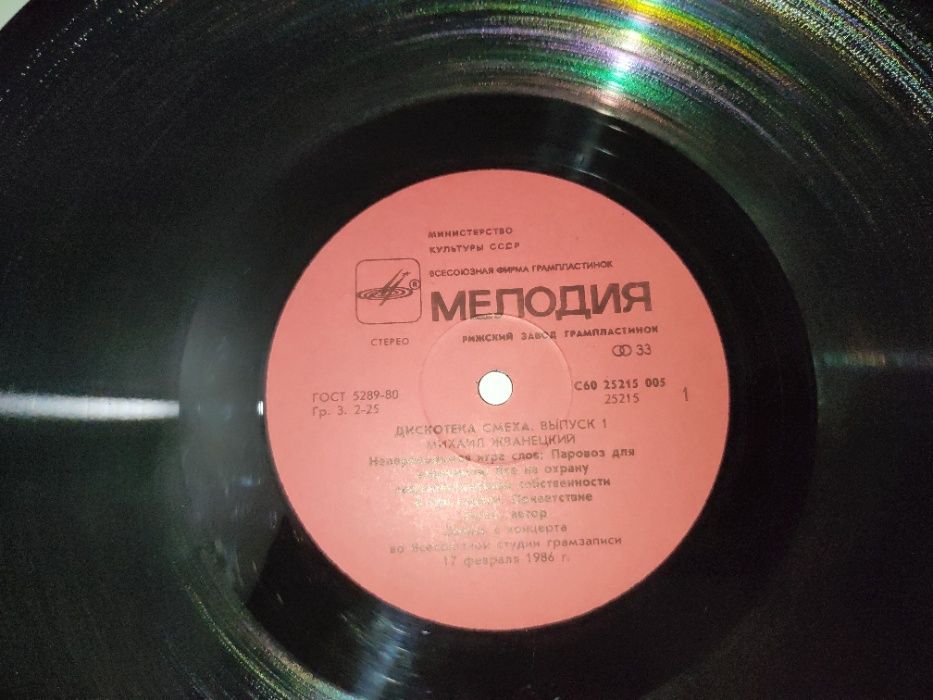 МИНИСТЕРСТВО
КУЛЬТУРЫ СССР
ВСЕСОЮЗНАЯ ФИРМА ГРАМПЛАСТИНОК
®
МЕЛОДИЯ
СТЕРЕО
РИЖСКИЙ ЗАВОД ГРАМПЛАСТИНОК
33
ГОСТ 5289-80
Гр. 3. 2-25
С60 25215 005
25215
1
ДИСКОТЕКА СМЕХА. ВЫПУСК 1
МИХАИЛ ЖВАНЕЦКИЙ
игра слов; Паровоз для
Все на охрану
собственности
Приветствие
автор
Запись с концерта
во Всесоюзной студии грамзаписи
17 февраля 1986 г.